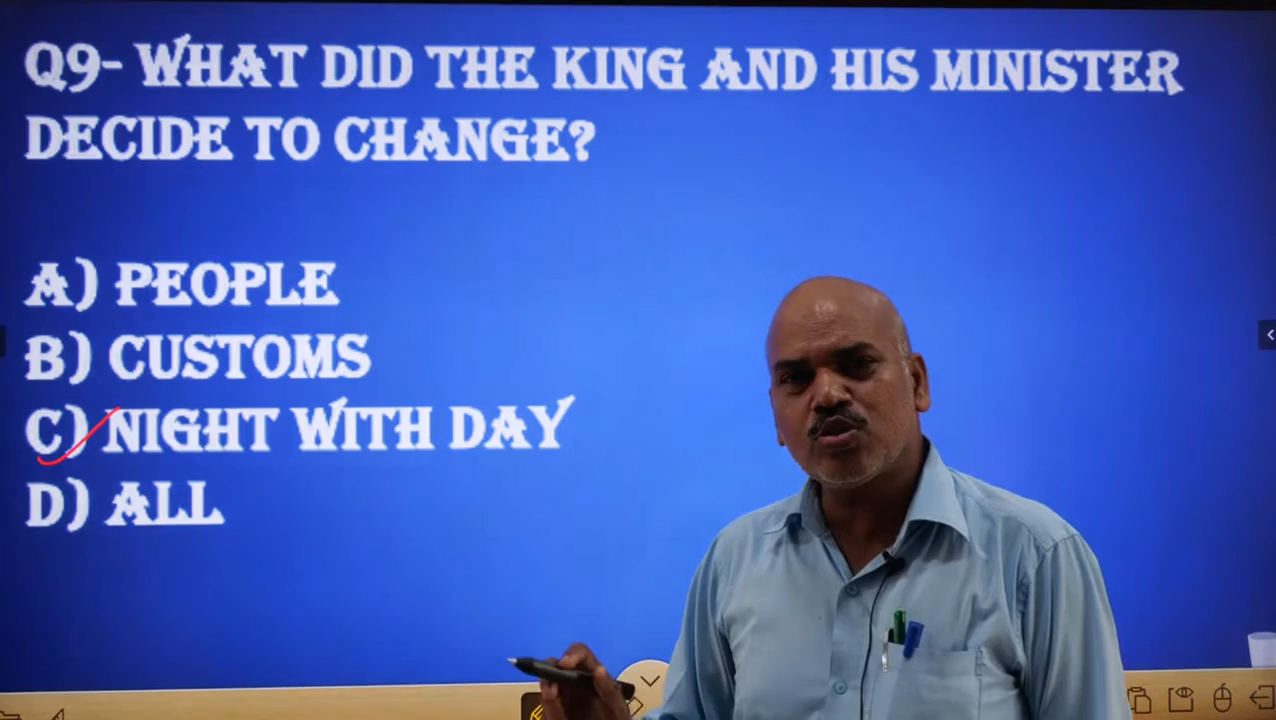 Q9- WHAT DID THE KING AND HIS MINISTER
DECIDE TO CHANGE?
A) PEOPLE
B) CUSTOMS
C) NIGHT WITH DAY
D) ALL